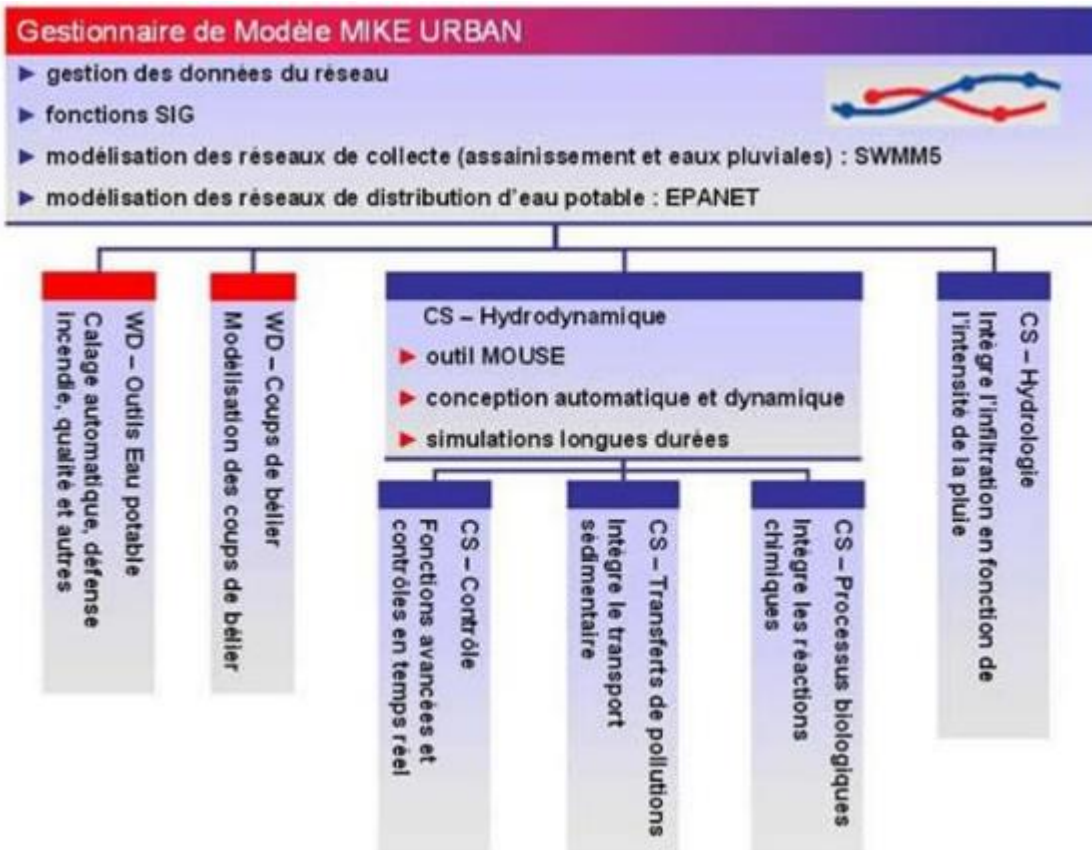 Gestionnaire de Modèle MIKE URBAN
► gestion des données du réseau
► fonctions SIG
► modélisation des réseaux de collecte (assainissement et eaux pluviales) : SWMM5
► modélisation des réseaux de distribution d'eau potable : EPANET
WD – Outils Eau potable
Calage automatique, défense
incendie, qualité et autres
WD – Coups de bélier
Modélisation des coups de bélier
CS – Hydrodynamique
► outil MOUSE
► conception automatique et dynamique
► simulations longues durées
CS – Contrôle
Fonctions avancées et
contrôles en temps réel
CS – Transferts de pollutions
Intègre le transport
sédimentaire
CS – Processus biologiques
Intègre les réactions
chimiques
CS – Hydrologie
Intègre l'infiltration en fonction de
l'intensité de la pluie